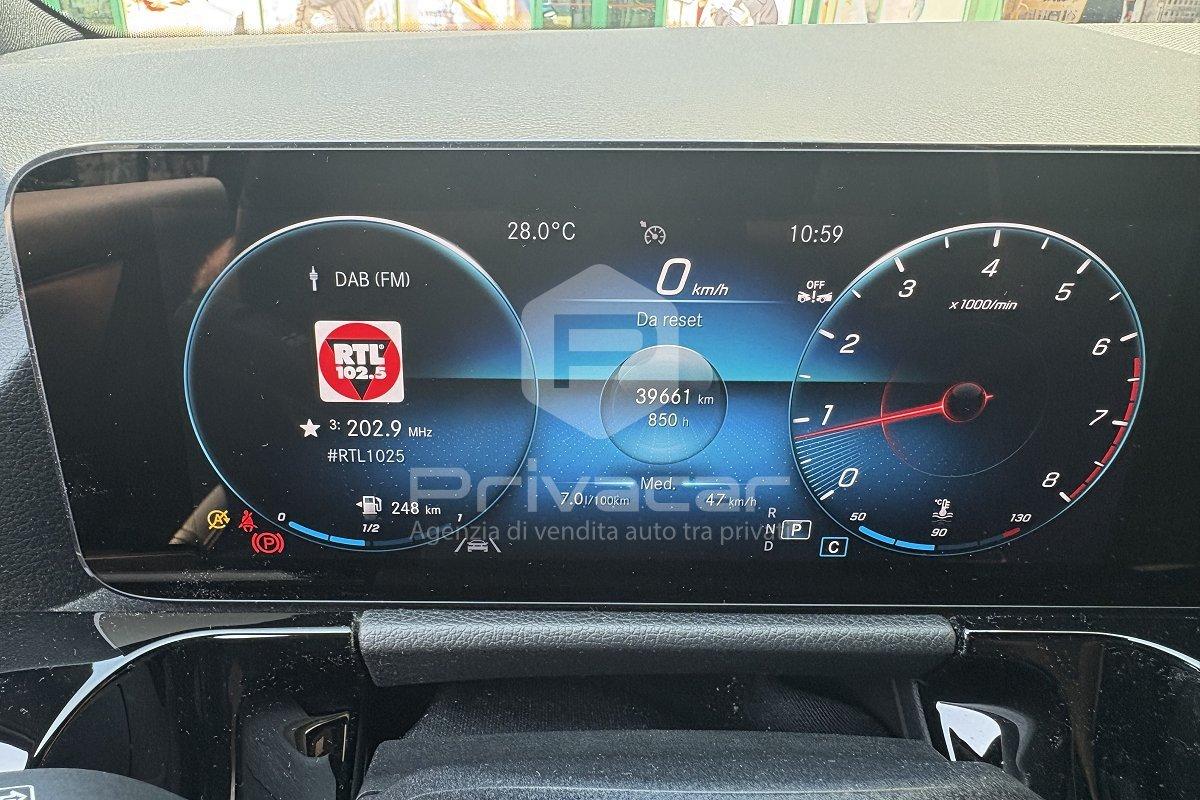 28.0°C
10:59
DAB (FM)
0 km/h
OFF
Da reset
RTL
102.5
39661 km
850 h
3: 202.9 MHz
#RTL1025
Med.
7.0 l/100km
47 km/h
248 km
0 1/2 1
R
N P
D
C
x1000/min
0 1 2 3 4 5 6 7 8
°C
50 90 130
A
P
Privacar
Agenzia di vendita auto tra privati